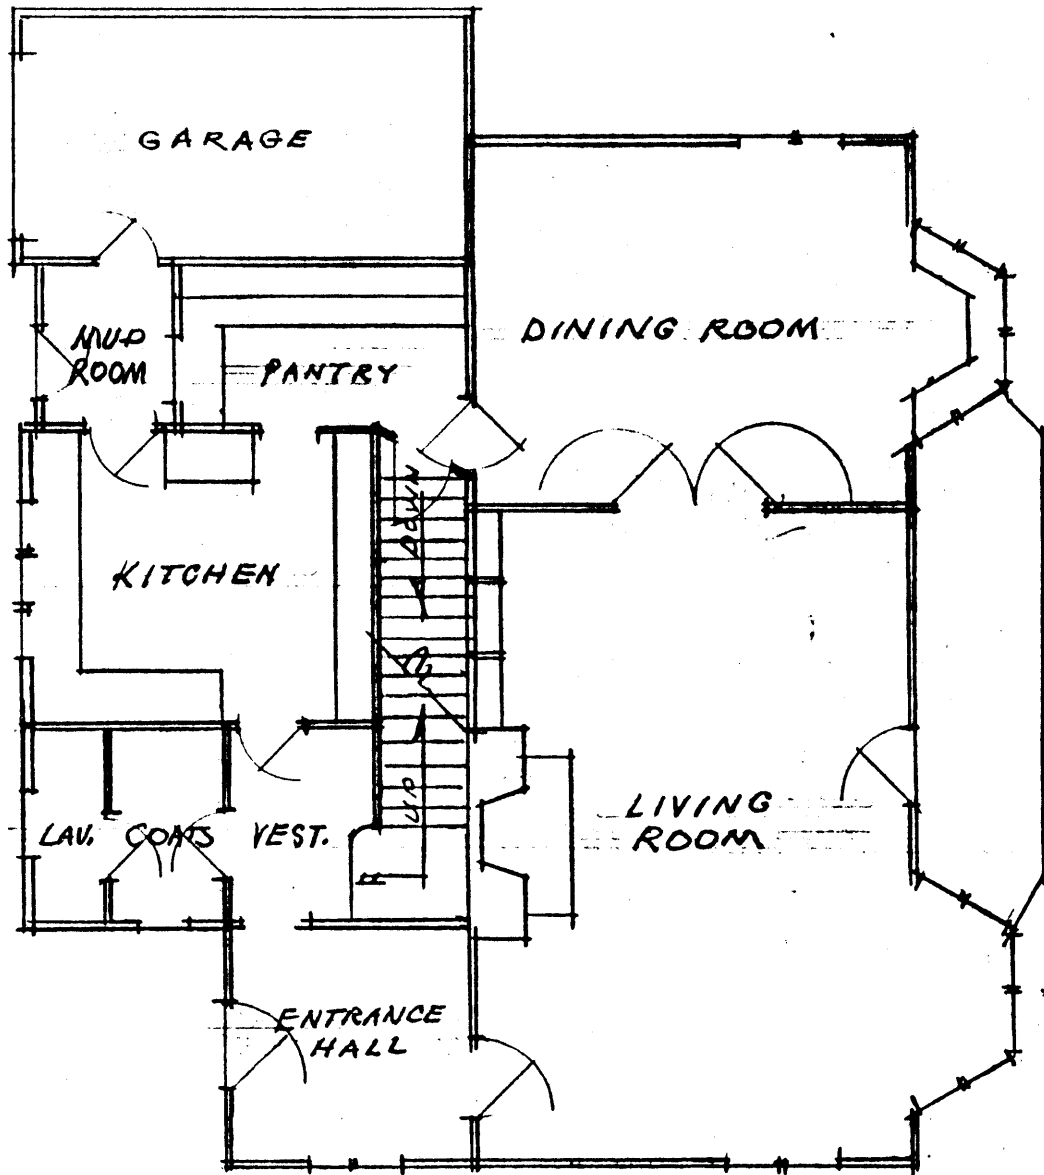 GARAGE
DINING ROOM
MUD
ROOM
PANTRY
DOWN
KITCHEN
UP
LIVING
ROOM
LAV. COATS VEST.
ENTRANCE
HALL